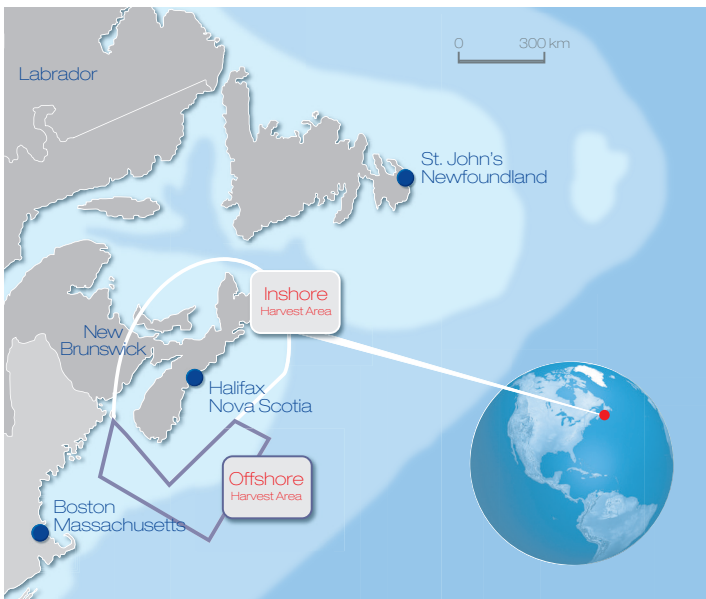 0 300 km
Labrador
St. John's
Newfoundland
Inshore
Harvest Area
New
Brunswick
Halifax
Nova Scotia
Offshore
Harvest Area
Boston
Massachusetts